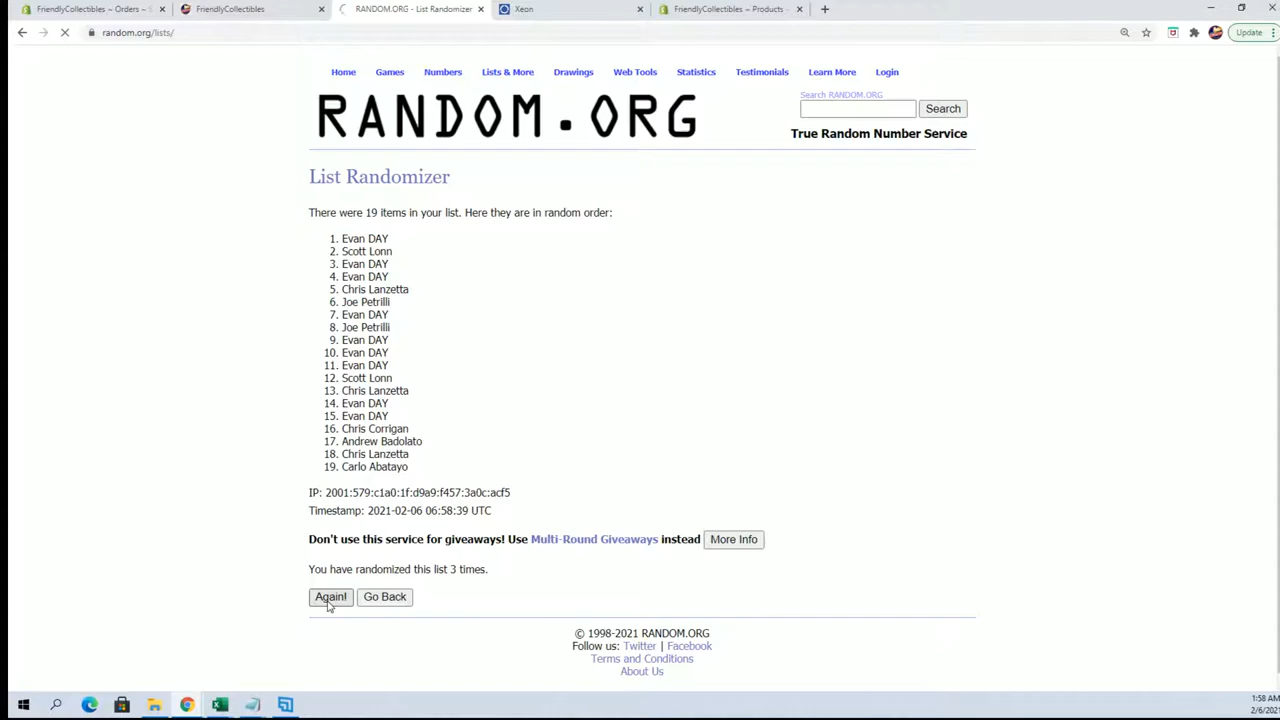 FriendlyCollectibles ~ Orders ~ S
FriendlyCollectibles
RANDOM.ORG - List Randomizer
Xeon
FriendlyCollectibles ~ Products ~
random.org/lists/
Update
Home Games Numbers Lists & More Drawings Web Tools Statistics Testimonials Learn More Login
RANDOM.ORG
Search RANDOM.ORG
Search
True Random Number Service
List Randomizer
There were 19 items in your list. Here they are in random order:
1. Evan DAY
2. Scott Lonn
3. Evan DAY
4. Evan DAY
5. Chris Lanzetta
6. Joe Petrilli
7. Evan DAY
8. Joe Petrilli
9. Evan DAY
10. Evan DAY
11. Evan DAY
12. Scott Lonn
13. Chris Lanzetta
14. Evan DAY
15. Evan DAY
16. Chris Corrigan
17. Andrew Badolato
18. Chris Lanzetta
19. Carlo Abatayo
IP: 2001:579:c1a0:1f:d9a9:f457:3a0c:acf5
Timestamp: 2021-02-06 06:58:39 UTC
Don't use this service for giveaways! Use Multi-Round Giveaways instead More Info
You have randomized this list 3 times.
Again! Go Back
© 1998-2021 RANDOM.ORG
Follow us: Twitter | Facebook
Terms and Conditions
About Us
1:58 AM
2/6/2021